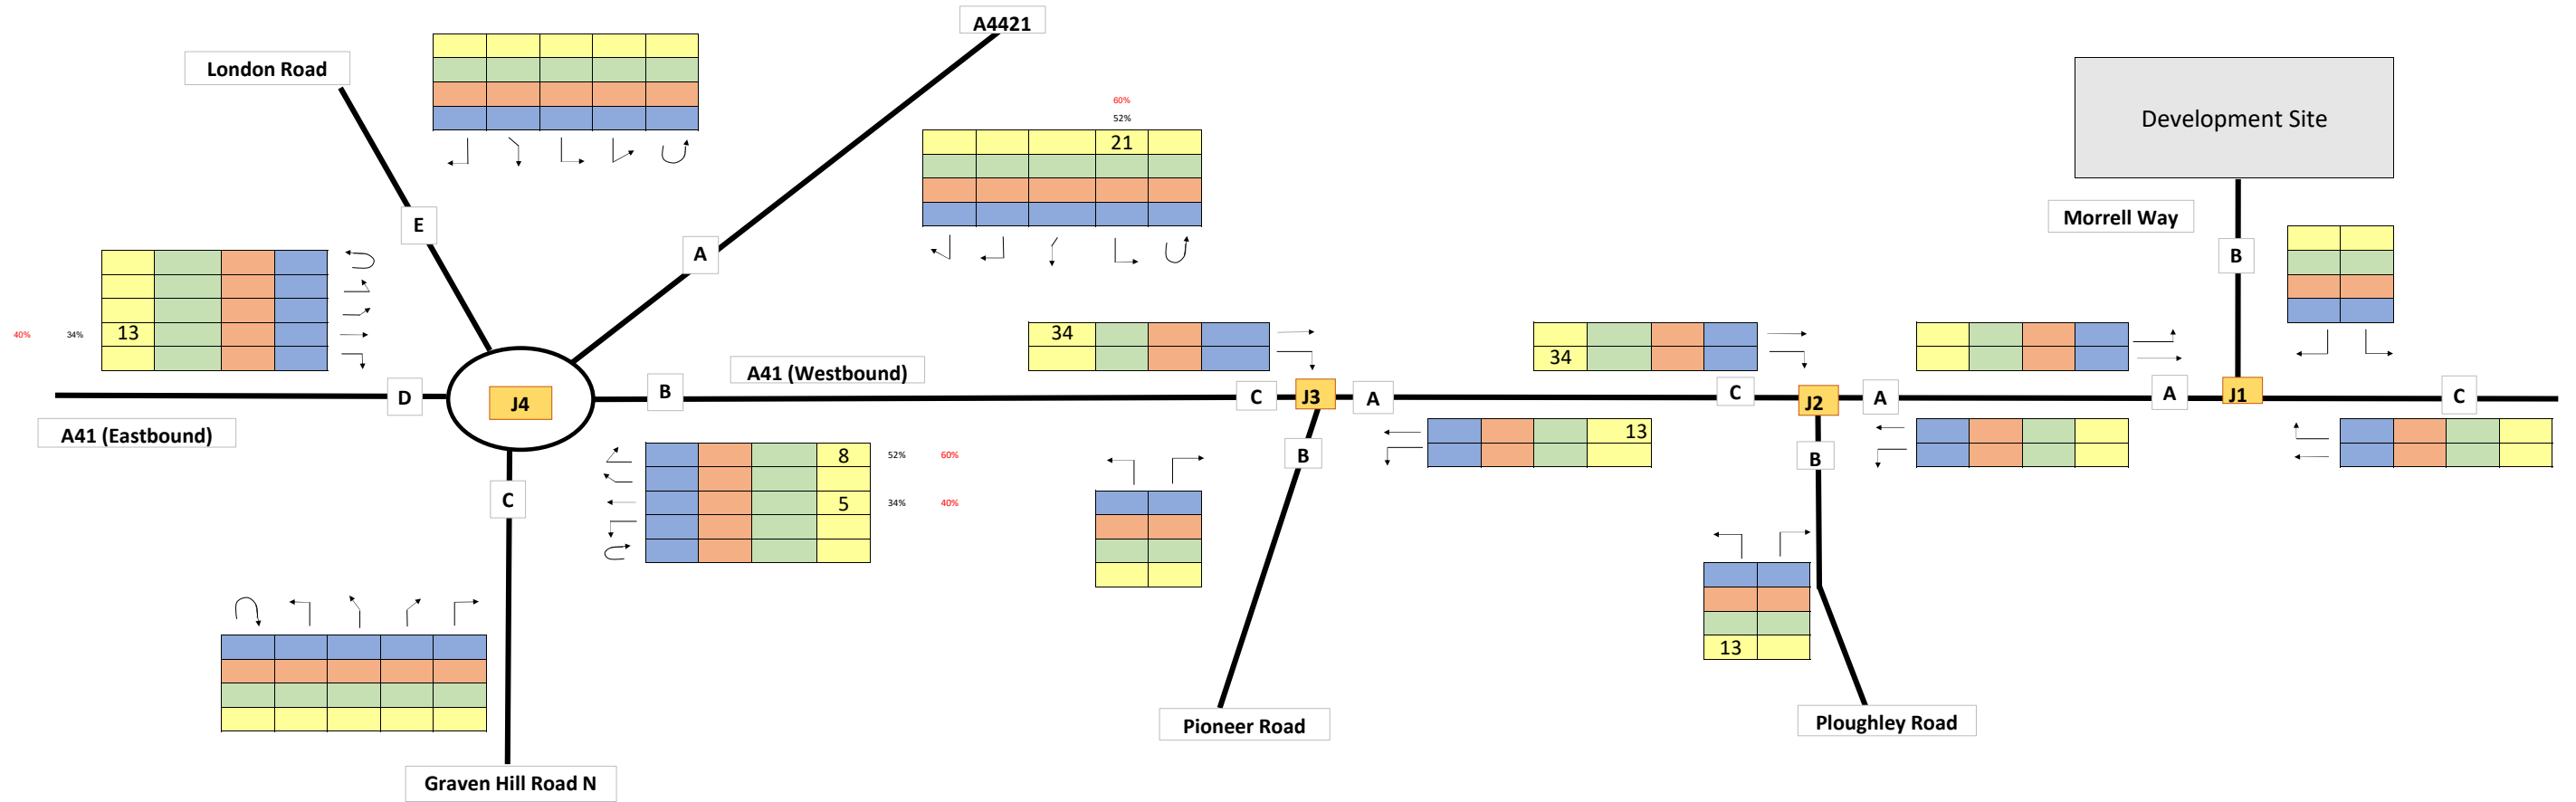 A4421
London Road
60%
52%
21
Development Site
Morrell Way
E
A
B
40% 34% 13
34
34
D
J4
B
A41 (Westbound)
C
J3
A
C
J2
A
A
J1
C
A41 (Eastbound)
13
8 52% 60%
B
B
C
5 34% 40%
13
Pioneer Road
Ploughley Road
Graven Hill Road N